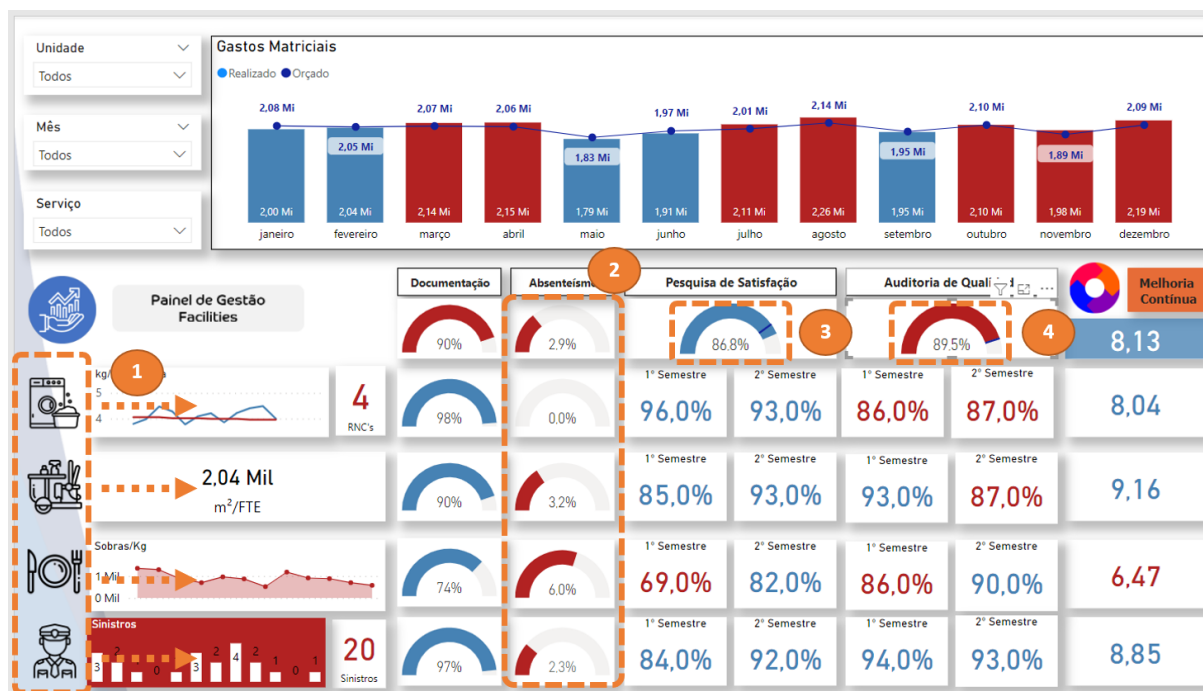 Unidade
Todos
Mês
Todos
Serviço
Todos
Gastos Matriciais
Realizado Orçado
2,08 Mi 2,05 Mi 2,07 Mi 2,06 Mi 1,83 Mi 1,97 Mi 2,01 Mi 2,14 Mi 1,95 Mi 2,10 Mi 1,89 Mi 2,09 Mi
2,00 Mi 2,04 Mi 2,14 Mi 2,15 Mi 1,79 Mi 1,91 Mi 2,11 Mi 2,26 Mi 1,95 Mi 2,10 Mi 1,98 Mi 2,19 Mi
janeiro fevereiro março abril maio junho julho agosto setembro outubro novembro dezembro
Painel de Gestão
Facilities
Documentação Absenteísm 2 Pesquisa de Satisfação Auditoria de Qualid Melhoria
Contínua
90% 2.9% 86.8% 3 89.5% 4 8,13
kg/ 1 a
5
4
4
RNC's
98% 0.0%
1° Semestre 2° Semestre 1° Semestre 2° Semestre
96,0% 93,0% 86,0% 87,0% 8,04
2,04 Mil
m²/FTE
90% 3.2%
1° Semestre 2° Semestre 1° Semestre 2° Semestre
85,0% 93,0% 93,0% 87,0% 9,16
Sobras/Kg
1 Mil
0 Mil
74% 6,0%
1° Semestre 2° Semestre 1° Semestre 2° Semestre
69,0% 82,0% 86,0% 90,0% 6,47
Sinistros
3 2 0 3 2 4 2 1 0 1
20
Sinistros
97% 2.3%
1° Semestre 2° Semestre 1° Semestre 2° Semestre
84,0% 92,0% 94,0% 93,0% 8,85